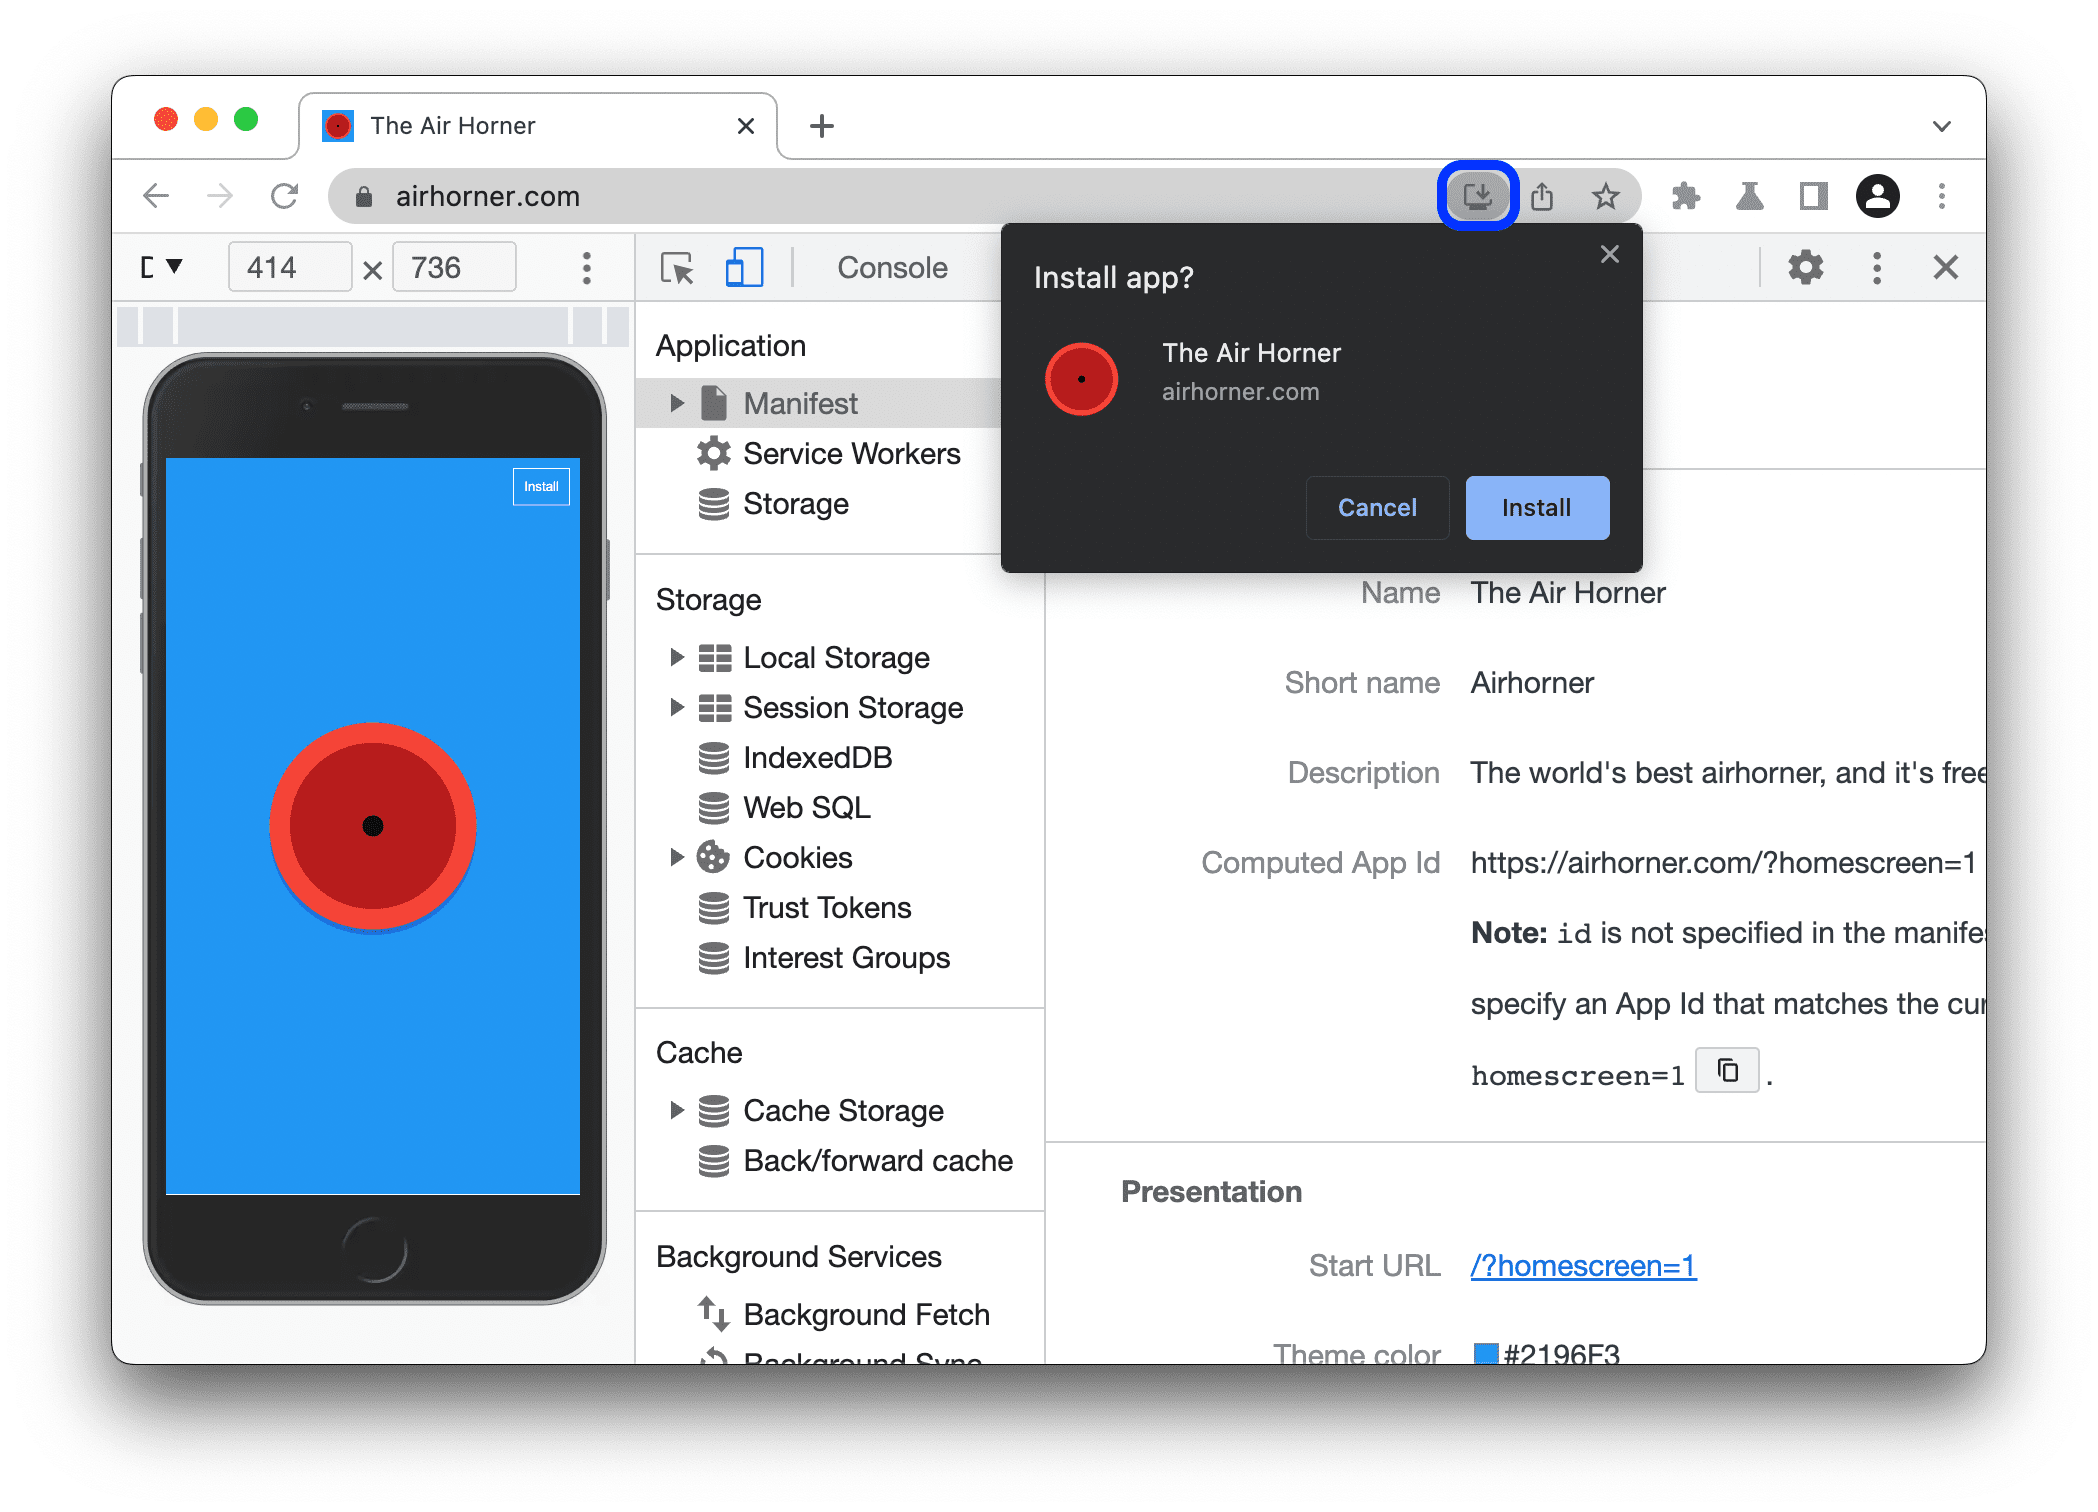 The Air Horner
airhorner.com
414
736
Console
Install app?
The Air Horner
airhorner.com
Cancel
Install
Install
Application
Manifest
Service Workers
Storage
Storage
Local Storage
Session Storage
IndexedDB
Web SQL
Cookies
Trust Tokens
Interest Groups
Cache
Cache Storage
Back/forward cache
Background Services
Background Fetch
Background Sync
Name The Air Horner
Short name Airhorner
Description The world's best airhorner, and it's free
Computed App Id https://airhorner.com/?homescreen=1
Note: id is not specified in the manifes
specify an App Id that matches the cur
homescreen=1 .
Presentation
Start URL /?homescreen=1
Theme color #2196F3